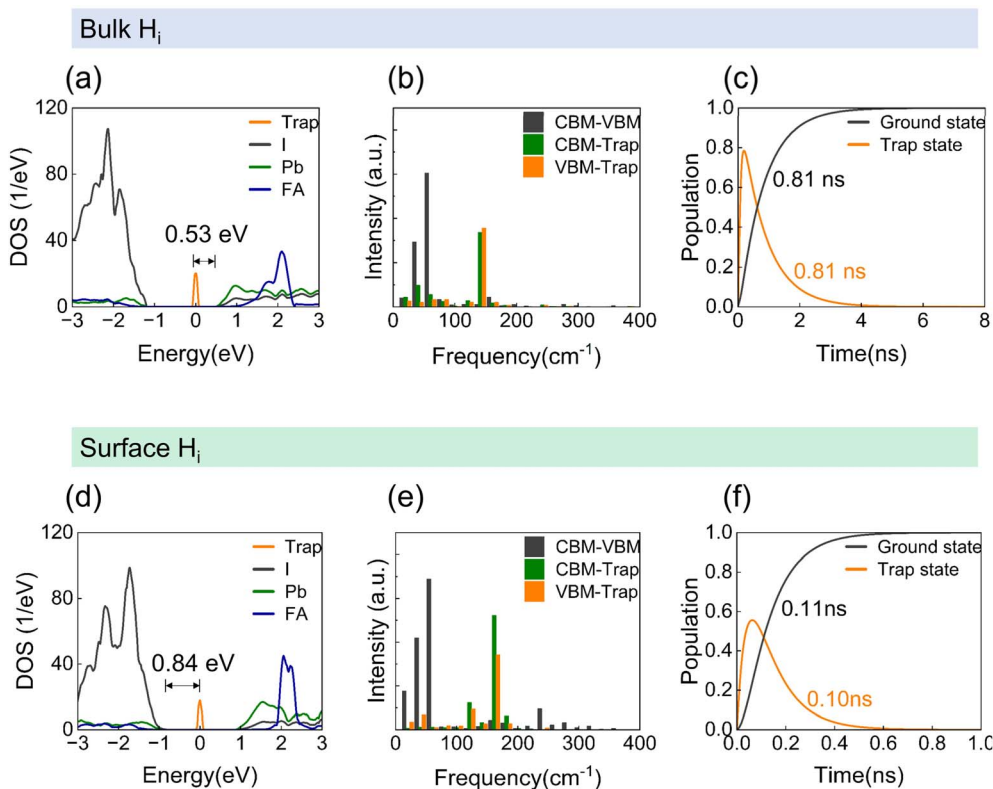 Bulk Hᵢ
(a)
DOS (1/eV)
120
80
40
0
−3 −2 −1 0 1 2 3
Energy(eV)
0.53 eV
Trap
I
Pb
FA
(b)
Intensity (a.u.)
0 100 200 300 400
Frequency(cm⁻¹)
CBM-VBM
CBM-Trap
VBM-Trap
(c)
Population
1.0
0.8
0.6
0.4
0.2
0.0
0 2 4 6 8
Time(ns)
Ground state
Trap state
0.81 ns
0.81 ns
Surface Hᵢ
(d)
DOS (1/eV)
120
80
40
0
-3 -2 -1 0 1 2 3
Energy(eV)
0.84 eV
Trap
I
Pb
FA
(e)
Intensity (a.u.)
0 100 200 300 400
Frequency(cm⁻¹)
CBM-VBM
CBM-Trap
VBM-Trap
(f)
Population
1.0
0.8
0.6
0.4
0.2
0.0
0.0 0.2 0.4 0.6 0.8 1.0
Time(ns)
Ground state
Trap state
0.11ns
0.10ns